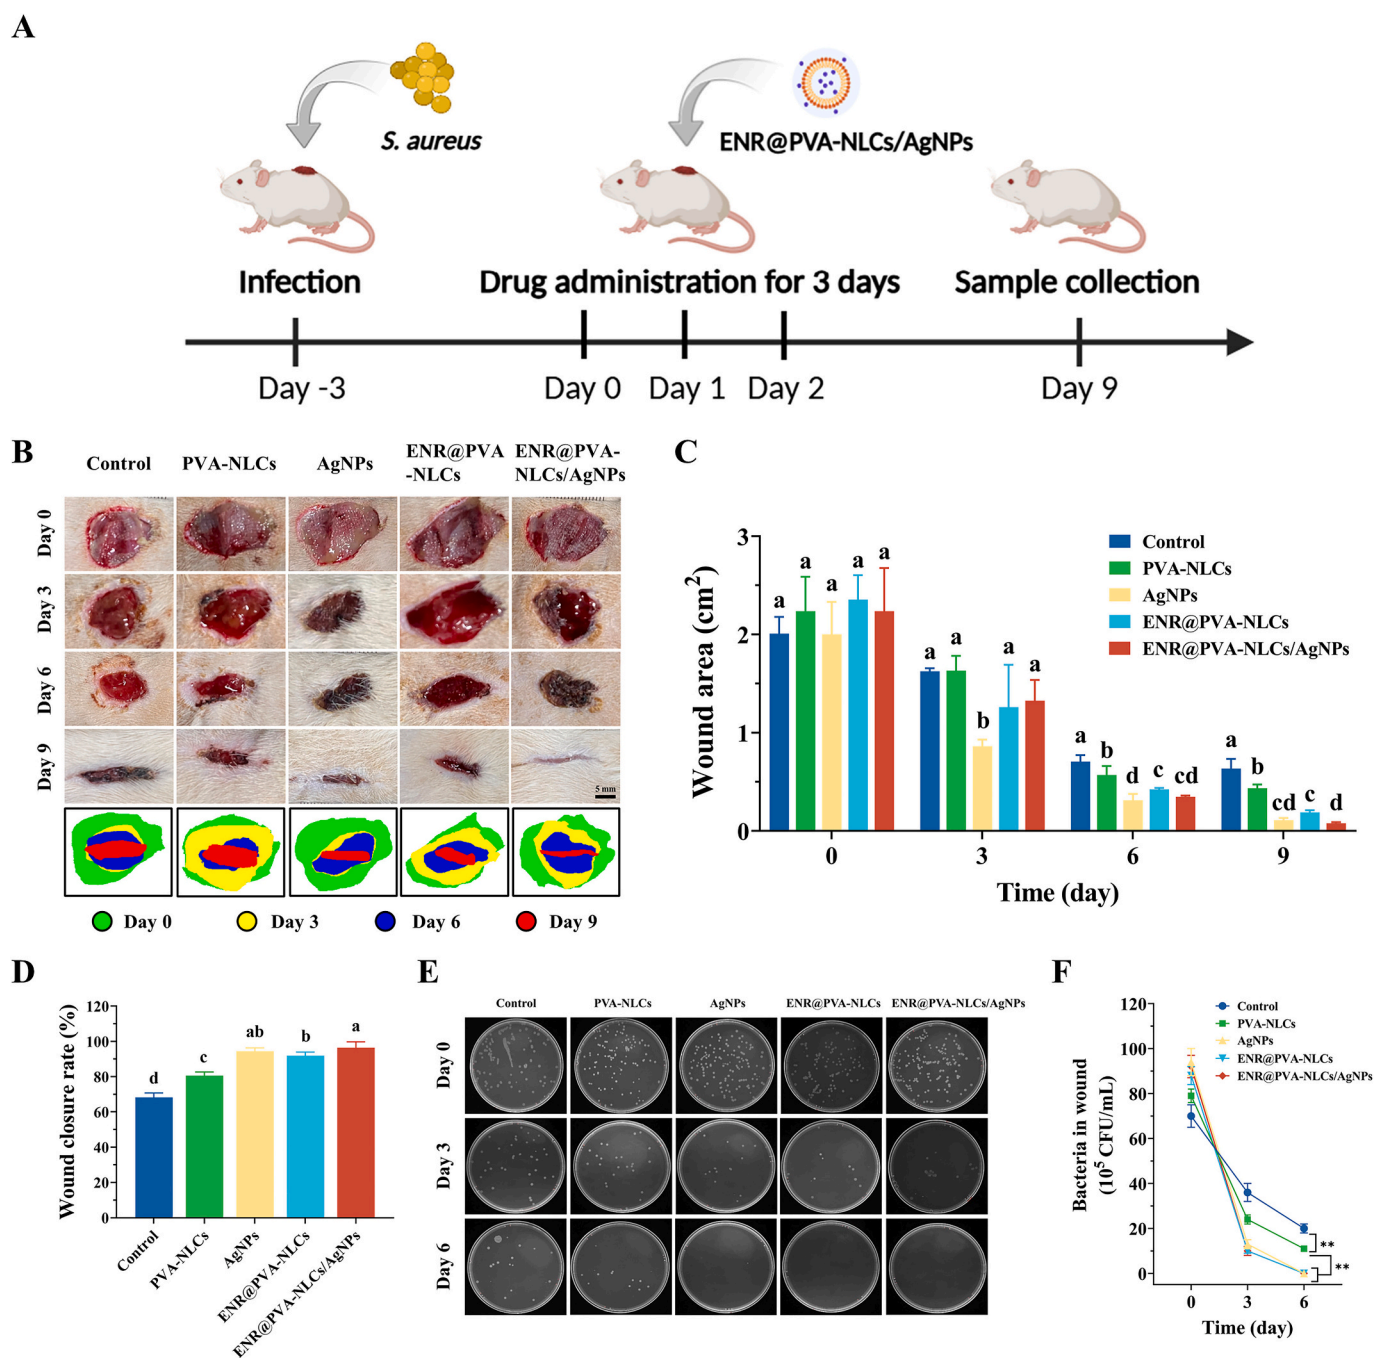 A
S. aureus
ENR@PVA-NLCs/AgNPs
Infection
Drug administration for 3 days
Sample collection
Day -3
Day 0
Day 1
Day 2
Day 9
B
Control
PVA-NLCs
AgNPs
ENR@PVA
-NLCs
ENR@PVA-
NLCs/AgNPs
Day 0
Day 3
Day 6
Day 9
5 mm
Day 0
Day 3
Day 6
Day 9
C
Wound area (cm²)
3
2
1
0
a
a
a
a
a
a
a
b
a
a
a
b
d
c
cd
a
b
cd
c
d
Control
PVA-NLCs
AgNPs
ENR@PVA-NLCs
ENR@PVA-NLCs/AgNPs
0
3
6
9
Time (day)
D
Wound closure rate (%)
120
100
80
60
40
20
0
d
c
ab
b
a
Control
PVA-NLCs
AgNPs
ENR@PVA-NLCs
ENR@PVA-NLCs/AgNPs
E
Control
PVA-NLCs
AgNPs
ENR@PVA-NLCs
ENR@PVA-NLCs/AgNPs
Day 0
Day 3
Day 6
F
Bacteria in wound
(10⁵ CFU/mL)
120
100
80
60
40
20
0
Control
PVA-NLCs
AgNPs
ENR@PVA-NLCs
ENR@PVA-NLCs/AgNPs
**
**
0
3
6
Time (day)